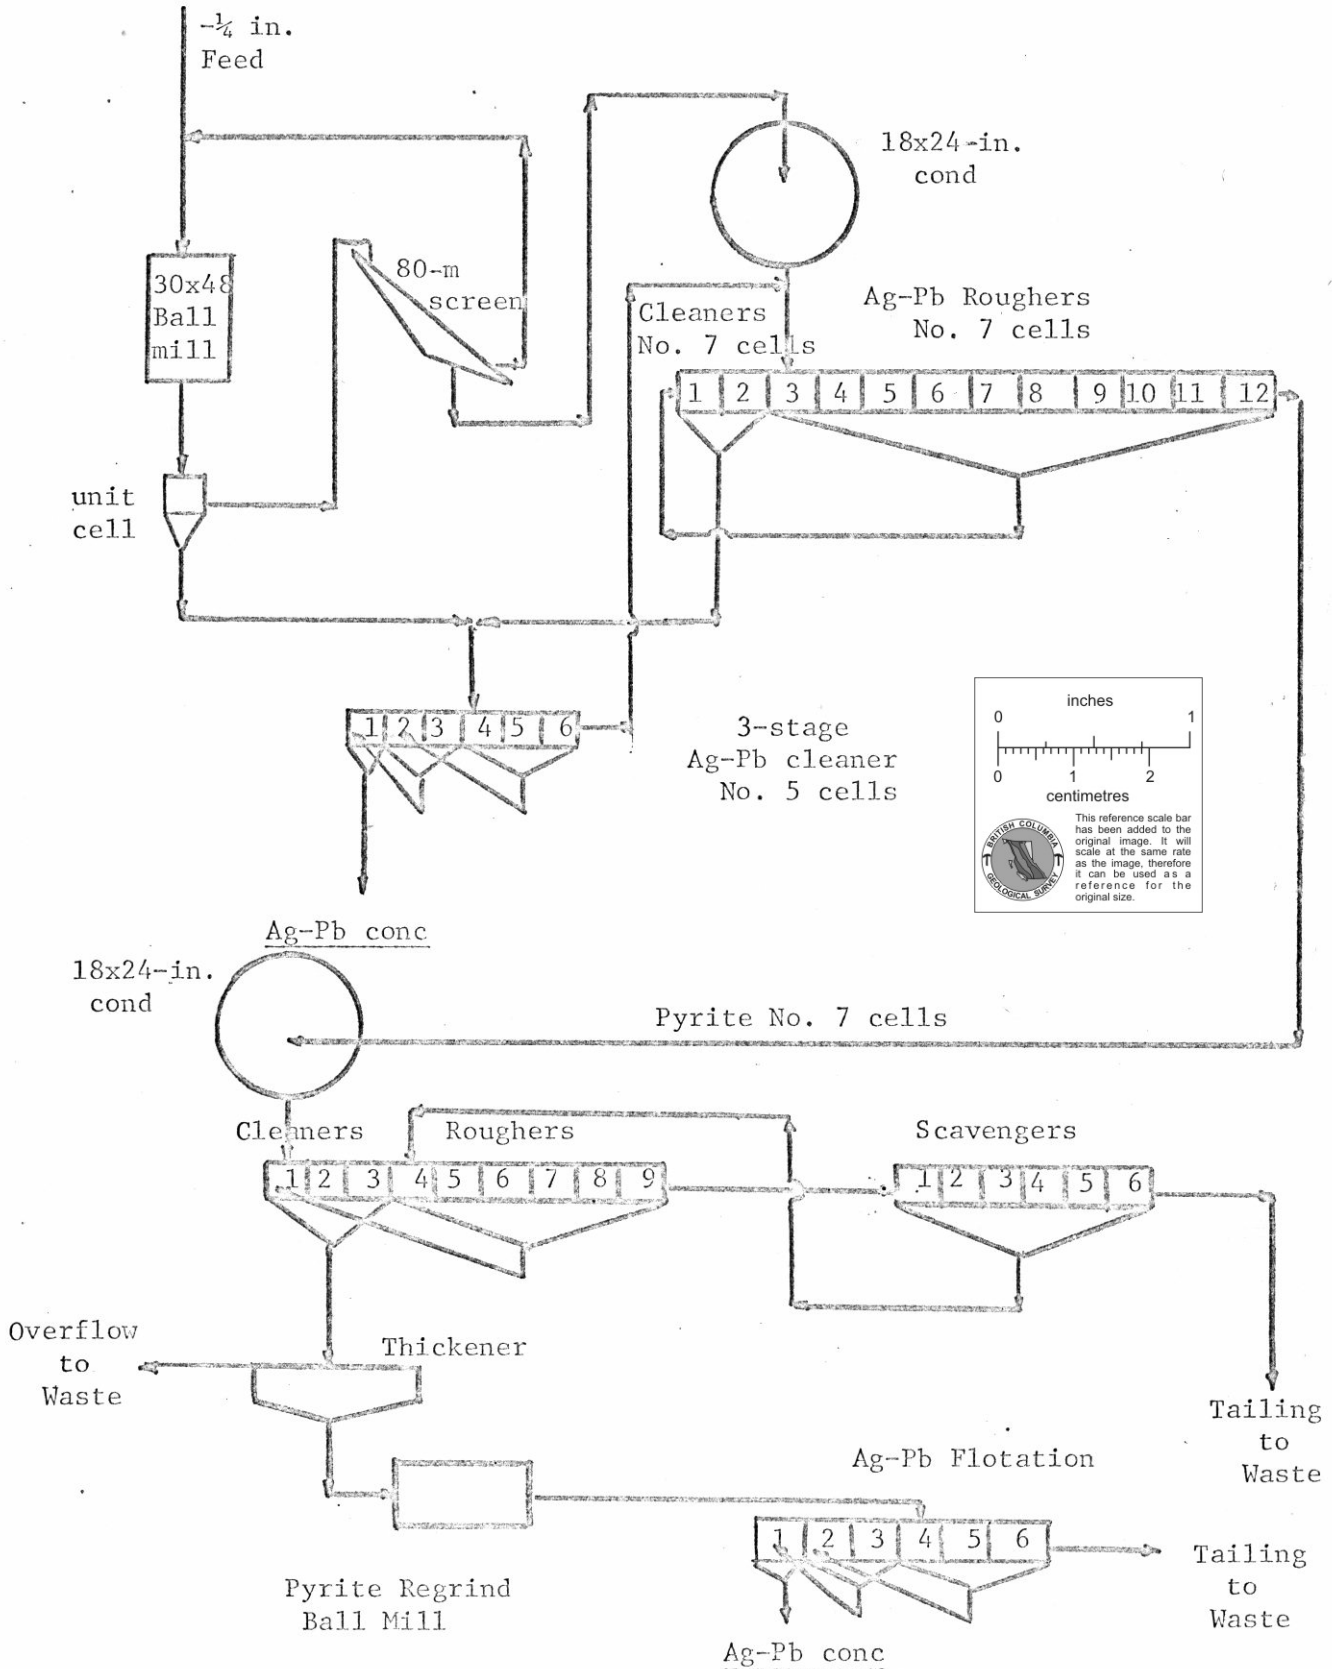 -¼ in.
Feed
18x24-in.
cond
30x48
Ball
mill
80-m
screen
Cleaners
No. 7 cells
Ag-Pb Roughers
No. 7 cells
1 2 3 4 5 6 7 8 9 10 11 12
unit
cell
1 2 3 4 5 6
3-stage
Ag-Pb cleaner
No. 5 cells
inches
0 1
0 1 2
centimetres
BRITISH COLUMBIA
GEOLOGICAL SURVEY
This reference scale bar
has been added to the
original image. It will
scale at the same rate
as the image, therefore
it can be used as a
reference for the
original size.
Ag-Pb conc
18x24-in.
cond
Pyrite No. 7 cells
Cleaners Roughers Scavengers
1 2 3 4 5 6 7 8 9
1 2 3 4 5 6
Overflow
to
Waste
Thickener
Tailing
to
Waste
Ag-Pb Flotation
1 2 3 4 5 6
Tailing
to
Waste
Pyrite Regrind
Ball Mill
Ag-Pb conc